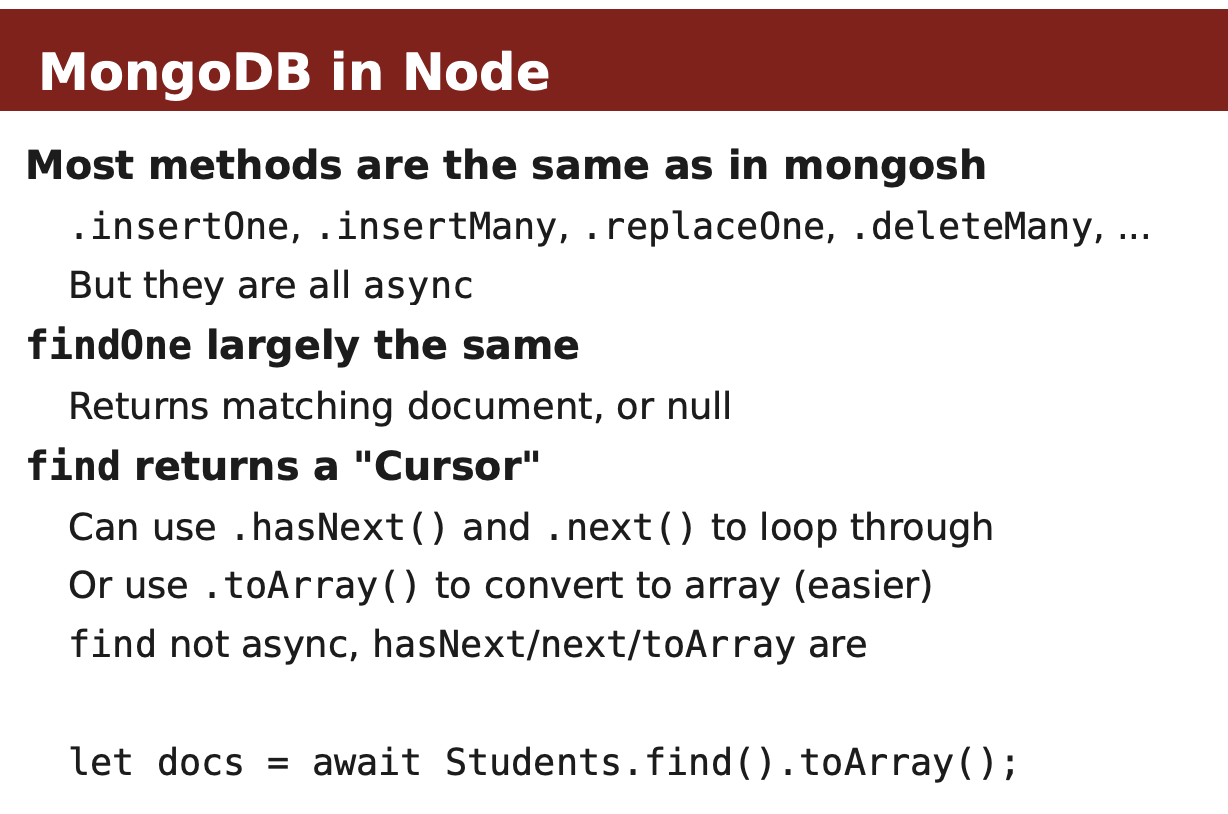 MongoDB in Node
Most methods are the same as in mongosh
.insertOne, .insertMany, .replaceOne, .deleteMany, ...
But they are all async
findOne largely the same
Returns matching document, or null
find returns a "Cursor"
Can use .hasNext() and .next() to loop through
Or use .toArray() to convert to array (easier)
find not async, hasNext/next/toArray are
let docs = await Students.find().toArray();